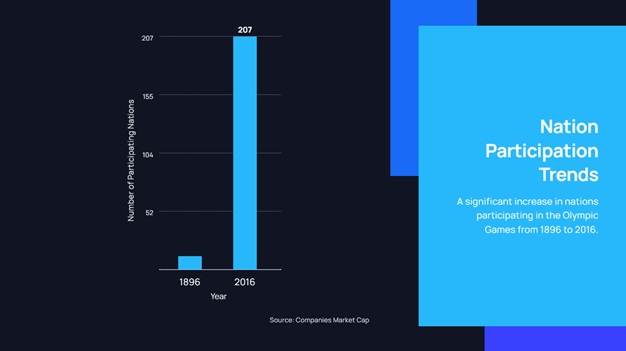 207
207
155
104
52
Number of Participating Nations
1896
2016
Year
Source: Companies Market Cap
Nation
Participation
Trends
A significant increase in nations
participating in the Olympic
Games from 1896 to 2016.